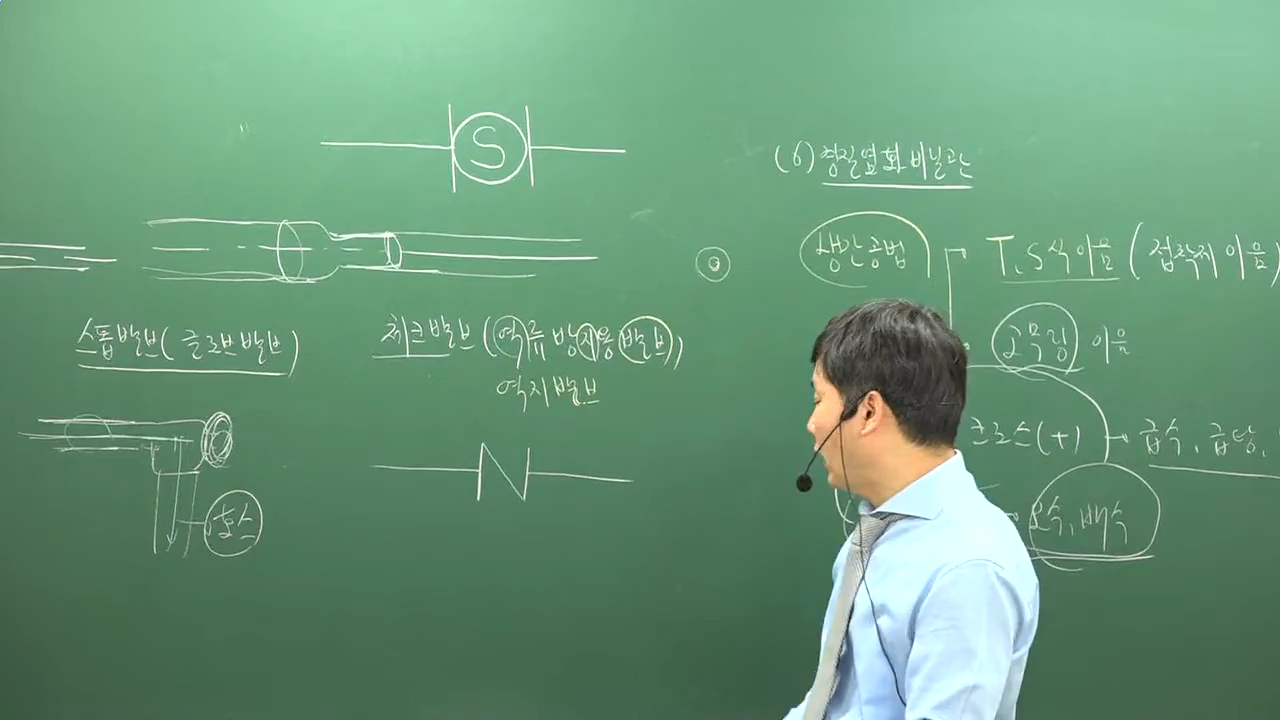 S
스톱밸브(글로브밸브)
체크밸브(역류방지용밸브),
역지밸브
N
호스
(6) 경질염화비닐관
냉간공법
T.S식이음(접착제이음)
고무링 이음
크로스(+) → 급수, 급탕,
오수, 배수